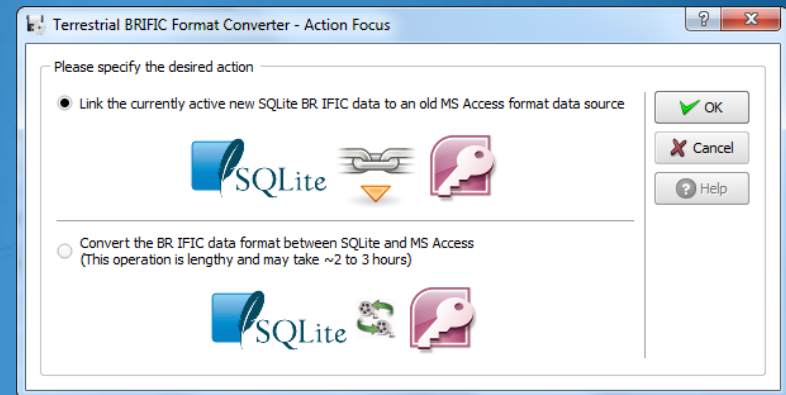 Terrestrial BRIFIC Format Converter - Action Focus
?
Please specify the desired action
Link the currently active new SQLite BR IFIC data to an old MS Access format data source
OK
SQLite
Cancel
? Help
Convert the BR IFIC data format between SQLite and MS Access
(This operation is lengthy and may take ~2 to 3 hours)
SQLite